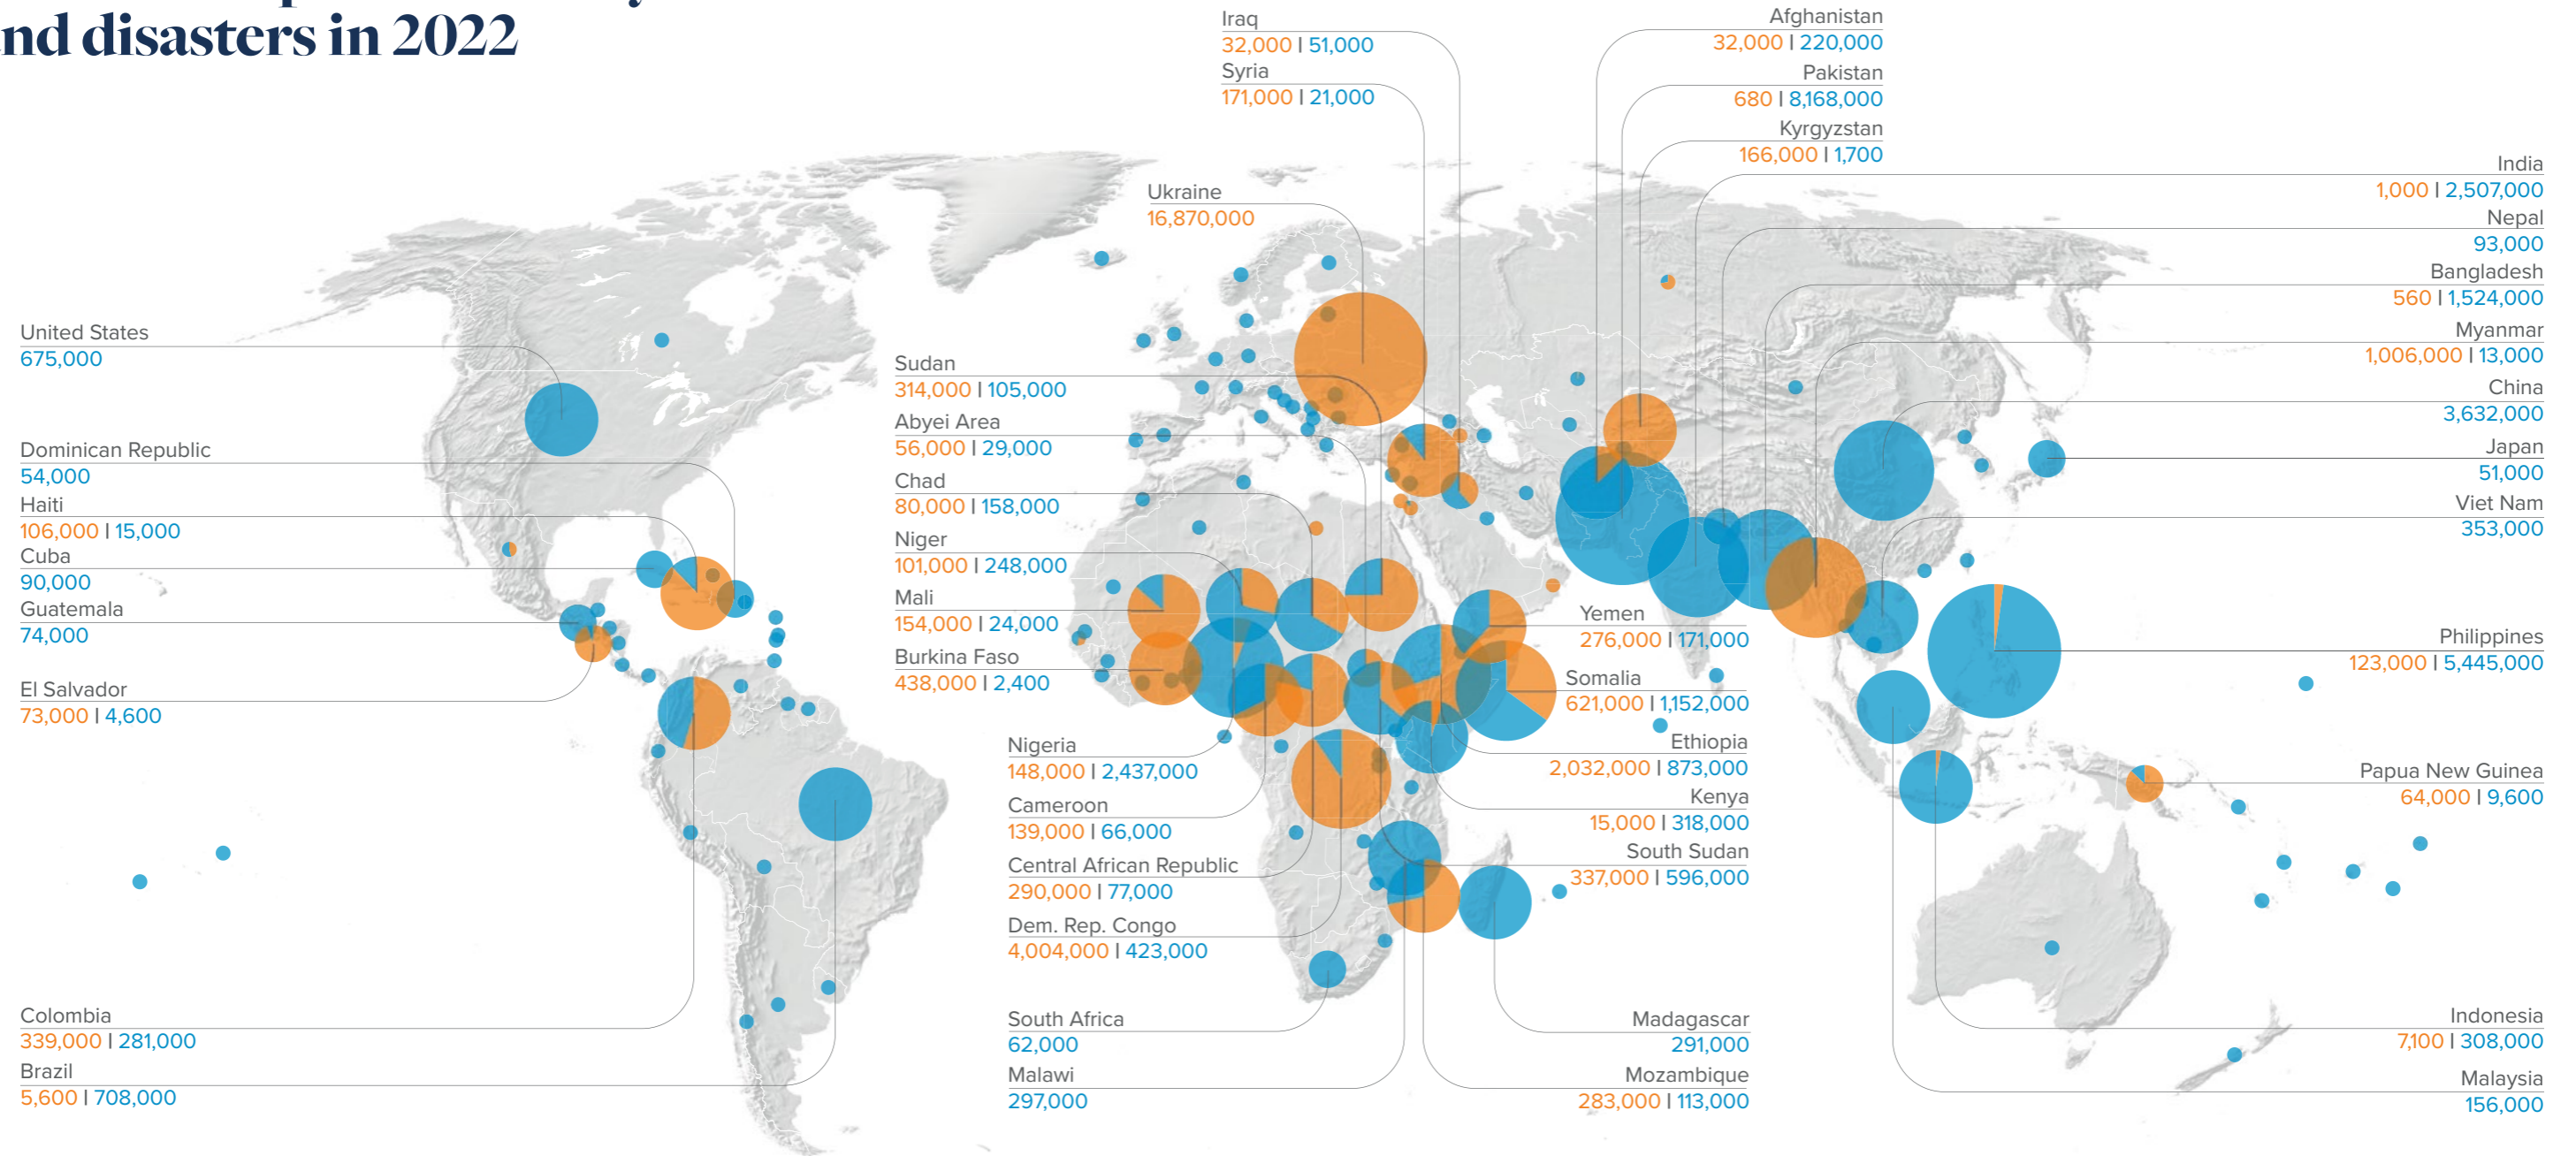 nd disasters in 2022
Iraq
32,000 | 51,000
Syria
171,000 | 21,000
Afghanistan
32,000 | 220,000
Pakistan
680 | 8,168,000
Kyrgyzstan
166,000 | 1,700
Ukraine
16,870,000
India
1,000 | 2,507,000
Nepal
93,000
Bangladesh
560 | 1,524,000
Myanmar
1,006,000 | 13,000
China
3,632,000
Japan
51,000
Viet Nam
353,000
Philippines
123,000 | 5,445,000
Papua New Guinea
64,000 | 9,600
Indonesia
7,100 | 308,000
Malaysia
156,000
United States
675,000
Dominican Republic
54,000
Haiti
106,000 | 15,000
Cuba
90,000
Guatemala
74,000
El Salvador
73,000 | 4,600
Colombia
339,000 | 281,000
Brazil
5,600 | 708,000
Sudan
314,000 | 105,000
Abyei Area
56,000 | 29,000
Chad
80,000 | 158,000
Niger
101,000 | 248,000
Mali
154,000 | 24,000
Burkina Faso
438,000 | 2,400
Nigeria
148,000 | 2,437,000
Cameroon
139,000 | 66,000
Central African Republic
290,000 | 77,000
Dem. Rep. Congo
4,004,000 | 423,000
South Africa
62,000
Malawi
297,000
Yemen
276,000 | 171,000
Somalia
621,000 | 1,152,000
Ethiopia
2,032,000 | 873,000
Kenya
15,000 | 318,000
South Sudan
337,000 | 596,000
Madagascar
291,000
Mozambique
283,000 | 113,000